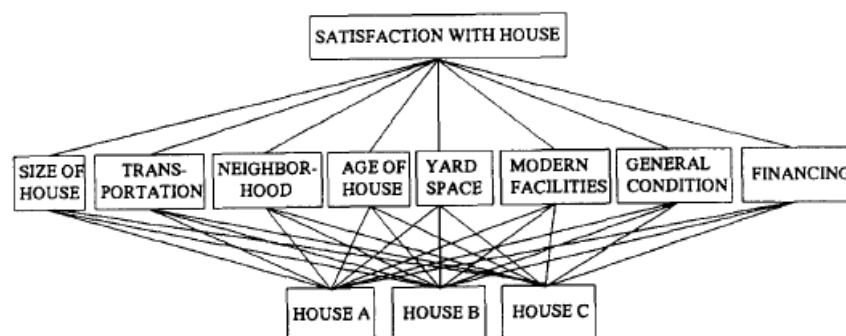 SATISFACTION WITH HOUSE
SIZE OF
HOUSE
TRANS-
PORTATION
NEIGHBOR-
HOOD
AGE OF
HOUSE
YARD
SPACE
MODERN
FACILITIES
GENERAL
CONDITION
FINANCING
HOUSE A
HOUSE B
HOUSE C